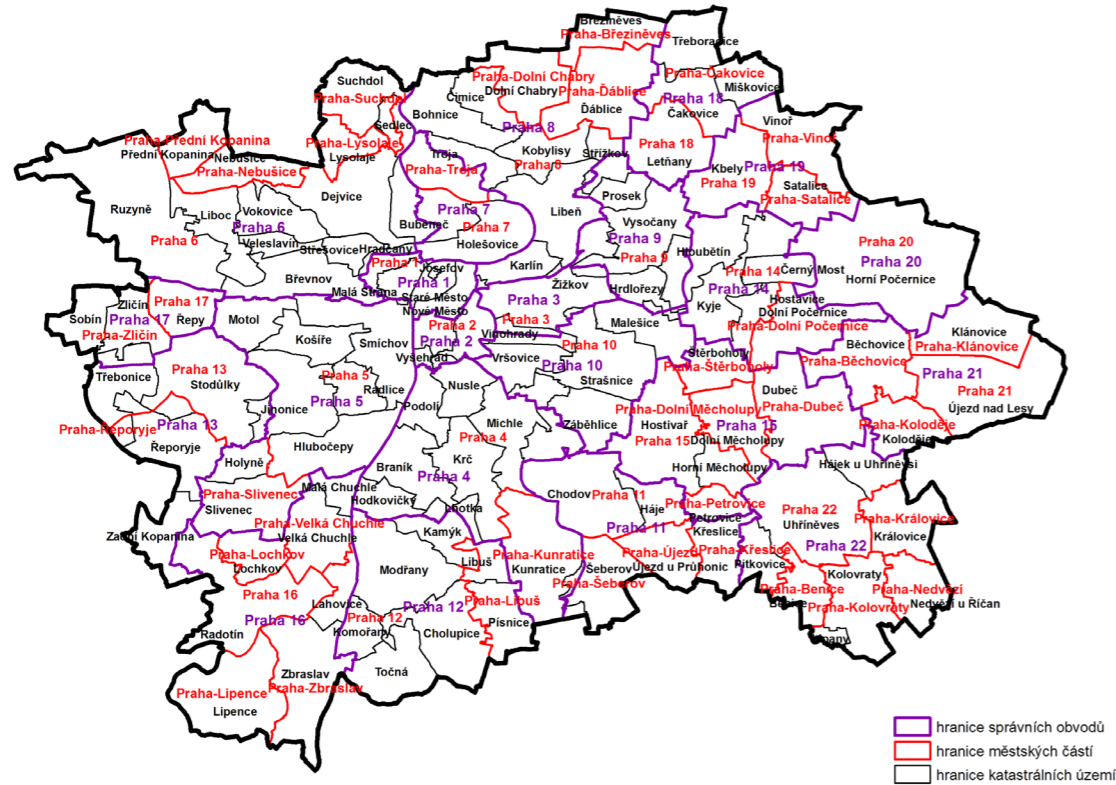 Březiněves
Praha-Březiněves
Třeboradice
Suchdol
Praha-Dolní Chabry
Praha-Čakovice
Dolní Chabry
Praha-Ďáblice
Miškovice
Čimice
Praha-Suchdol
Praha 18
Bohnice
Ďáblice
Čakovice
Vinoř
Sedlec
Praha 8
Praha-Vinoř
Praha-Přední Kopanina
Praha-Lysolaje
Praha 18
Přední Kopanina
Nebušice
Lysolaje
Troja
Kobylisy
Střížkov
Letňany
Praha-Nebušice
Praha-Troja
Praha 8
Kbely
Praha 19
Praha 19
Satalice
Dejvice
Prosek
Praha-Satalice
Ruzyně
Liboc
Vokovice
Praha 7
Libeň
Praha 6
Bubeneč
Praha 7
Vysočany
Praha 6
Veleslavín
Střešovice
Hradčany
Holešovice
Praha 9
Hloubětín
Praha 20
Praha 9
Praha 20
Břevnov
Praha 1
Josefov
Karlín
Praha 14
Černý Most
Horní Počernice
Praha 1
Žižkov
Hrdlořezy
Praha 14
Malá Strana
Staré Město
Praha 3
Kyje
Hostavice
Zličín
Praha 17
Nové Město
Dolní Počernice
Sobín
Praha 17
Řepy
Motol
Praha 2
Praha 3
Malešice
Praha-Dolní Počernice
Klánovice
Praha-Zličín
Košíře
Smíchov
Praha 2
Vinohrady
Praha 10
Běchovice
Praha-Klánovice
Vyšehrad
Vršovice
Praha 10
Štěrboholy
Praha-Štěrboholy
Praha-Běchovice
Praha 13
Třebonice
Stodůlky
Praha 5
Radlice
Nusle
Strašnice
Dubeč
Praha 21
Praha 21
Praha 5
Podolí
Jinonice
Praha-Dolní Měcholupy
Praha-Dubeč
Újezd nad Lesy
Praha-Řeporyje
Praha 13
Michle
Záběhlice
Hostivař
Praha 15
Praha-Koloděje
Řeporyje
Hlubočepy
Praha 4
Praha 15
Dolní Měcholupy
Koloděje
Holyně
Braník
Krč
Horní Měcholupy
Hájek u Uhříněvsi
Praha 4
Praha-Slivenec
Malá Chuchle
Hodkovičky
Lhotka
Chodov
Praha 11
Slivenec
Háje
Praha-Petrovice
Praha 22
Praha-Velká Chuchle
Petrovice
Uhříněves
Praha-Královice
Zadní Kopanina
Velká Chuchle
Kamýk
Praha 11
Křeslice
Královice
Praha-Lochkov
Praha-Kunratice
Praha-Újezd
Praha-Křeslice
Praha 22
Lochkov
Modřany
Libuš
Kunratice
Šeberov
Újezd u Průhonic
Pitkovice
Kolovraty
Praha-Šeberov
Praha 16
Praha-Libuš
Praha-Benice
Praha-Nedvězí
Lahovice
Praha 12
Benice
Praha-Kolovraty
Nedvězí u Říčan
Radotín
Praha 16
Praha 12
Komořany
Cholupice
Písnice
Lipany
Zbraslav
Točná
Praha-Lipence
Praha-Zbraslav
Lipence
hranice správních obvodů
hranice městských částí
hranice katastrálních území